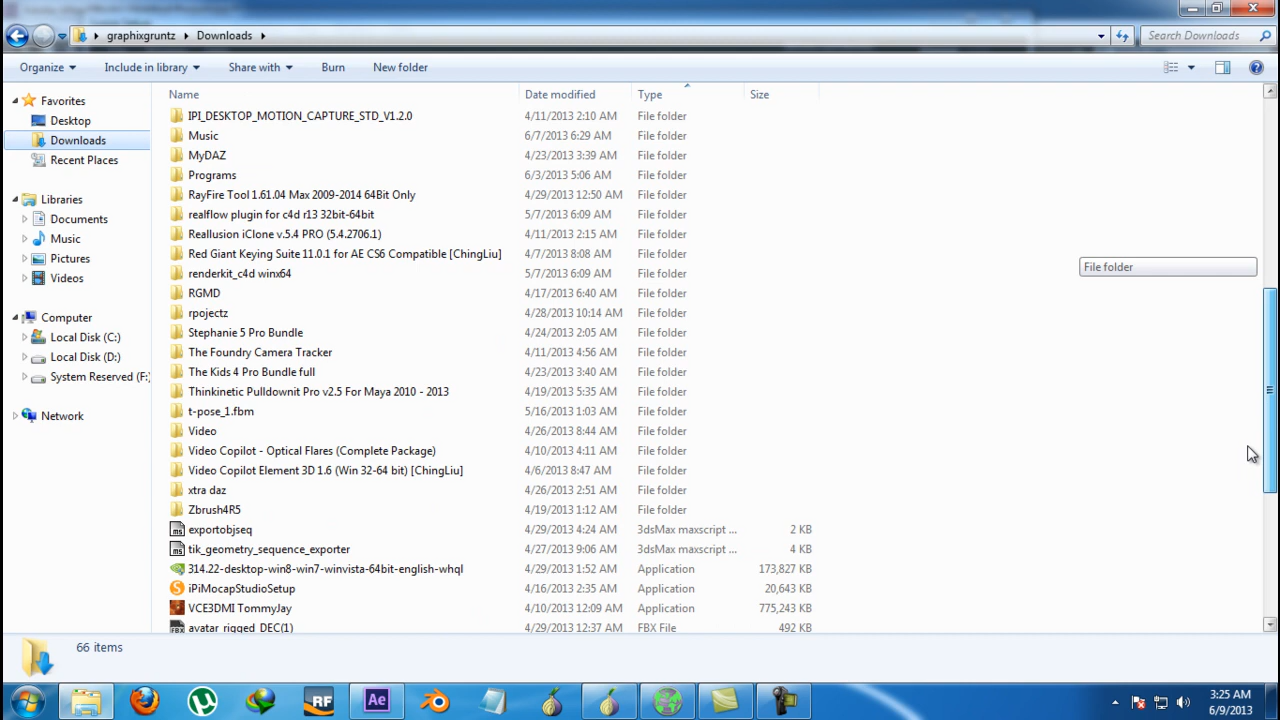 graphixgruntz Downloads Search Downloads
Organize Include in library Share with Burn New folder
Favorites
Desktop
Downloads
Recent Places
Libraries
Documents
Music
Pictures
Videos
Computer
Local Disk (C:)
Local Disk (D:)
System Reserved (F:)
Network
Name Date modified Type Size
IPI_DESKTOP_MOTION_CAPTURE_STD_V1.2.0 4/11/2013 2:10 AM File folder
Music 6/7/2013 6:29 AM File folder
MyDAZ 4/23/2013 3:39 AM File folder
Programs 6/3/2013 5:06 AM File folder
RayFire Tool 1.61.04 Max 2009-2014 64Bit Only 4/29/2013 12:50 AM File folder
realflow plugin for c4d r13 32bit-64bit 5/7/2013 6:09 AM File folder
Reallusion iClone v.5.4 PRO (5.4.2706.1) 4/11/2013 2:15 AM File folder
Red Giant Keying Suite 11.0.1 for AE CS6 Compatible [ChingLiu] 4/7/2013 8:08 AM File folder
renderkit_c4d winx64 5/7/2013 6:09 AM File folder
RGMD 4/17/2013 6:40 AM File folder
rpojectz 4/28/2013 10:14 AM File folder
Stephanie 5 Pro Bundle 4/24/2013 2:05 AM File folder
The Foundry Camera Tracker 4/11/2013 4:56 AM File folder
The Kids 4 Pro Bundle full 4/23/2013 3:40 AM File folder
Thinkinetic Pulldownit Pro v2.5 For Maya 2010 - 2013 4/19/2013 5:35 AM File folder
t-pose_1.fbm 5/16/2013 1:03 AM File folder
Video 4/26/2013 8:44 AM File folder
Video Copilot - Optical Flares (Complete Package) 4/10/2013 4:11 AM File folder
Video Copilot Element 3D 1.6 (Win 32-64 bit) [ChingLiu] 4/6/2013 8:47 AM File folder
xtra daz 4/26/2013 2:51 AM File folder
Zbrush4R5 4/19/2013 1:12 AM File folder
exportobjseq 4/29/2013 4:24 AM 3dsMax maxscript ... 2 KB
tik_geometry_sequence_exporter 4/27/2013 9:06 AM 3dsMax maxscript ... 4 KB
314.22-desktop-win8-win7-winvista-64bit-english-whql 4/29/2013 1:52 AM Application 173,827 KB
iPiMocapStudioSetup 4/16/2013 2:35 AM Application 20,643 KB
VCE3DMI TommyJay 4/10/2013 12:09 AM Application 775,243 KB
avatar_rigged_DEC(1) 4/29/2013 12:37 AM FBX File 492 KB
File folder
66 items
RF Ae
3:25 AM
6/9/2013